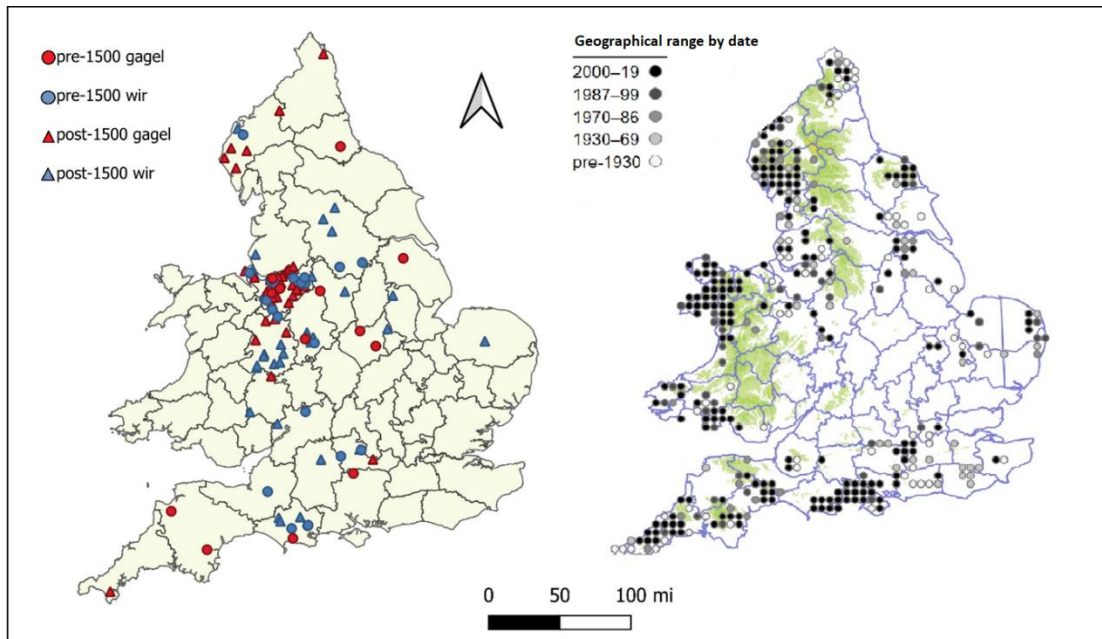 pre-1500 gagel
pre-1500 wir
post-1500 gagel
post-1500 wir
Geographical range by date
2000–19
1987–99
1970–86
1930–69
pre-1930
0 50 100 mi